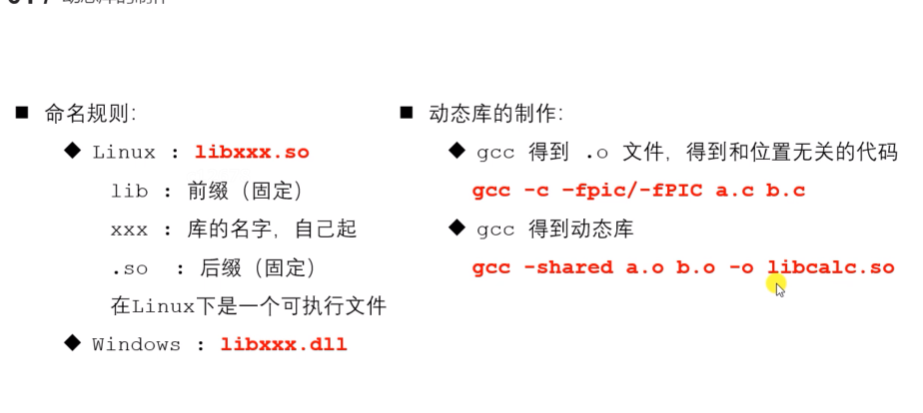 命名规则:
Linux : libxxx.so
lib : 前缀（固定）
xxx : 库的名字，自己起
.so : 后缀（固定）
在Linux下是一个可执行文件
Windows : libxxx.dll
动态库的制作:
gcc 得到 .o 文件，得到和位置无关的代码
gcc -c -fpic/-fPIC a.c b.c
gcc 得到动态库
gcc -shared a.o b.o -o libcalc.so